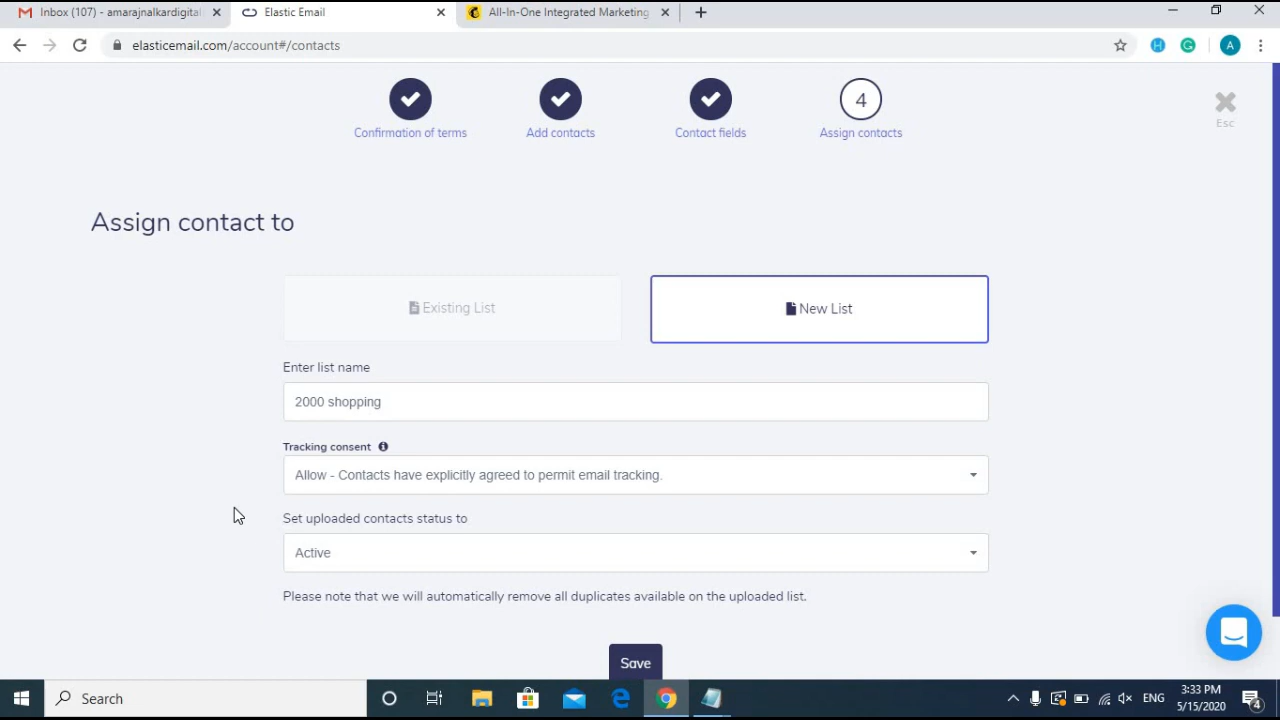 Inbox (107) - amarajnalkardigital
Elastic Email
All-In-One Integrated Marketing
elasticemail.com/account#/contacts
A
4
Confirmation of terms
Add contacts
Contact fields
Assign contacts
Esc
Assign contact to
Existing List
New List
Enter list name
2000 shopping
Tracking consent
Allow - Contacts have explicitly agreed to permit email tracking.
Set uploaded contacts status to
Active
Please note that we will automatically remove all duplicates available on the uploaded list.
Save
Search
ENG
3:33 PM
5/15/2020
4